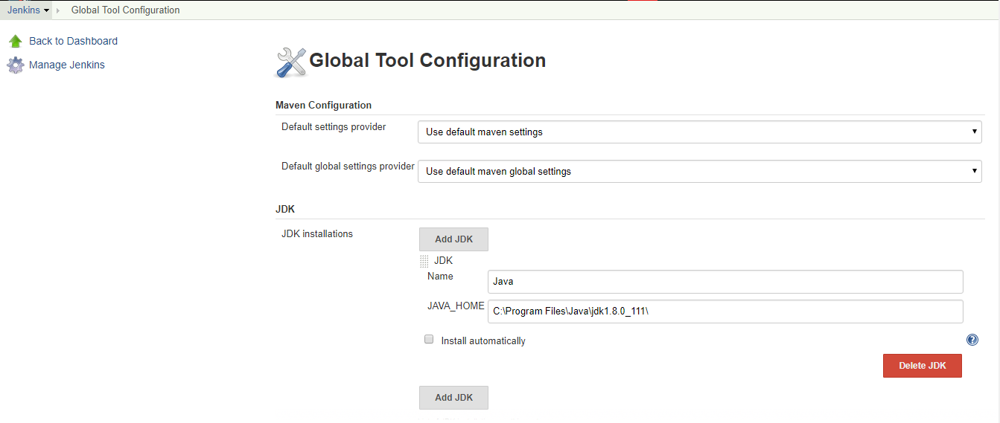 Jenkins Global Tool Configuration
Back to Dashboard
Manage Jenkins
Global Tool Configuration
Maven Configuration
Default settings provider Use default maven settings
Default global settings provider Use default maven global settings
JDK
JDK installations Add JDK
JDK
Name Java
JAVA_HOME C:\Program Files\Java\jdk1.8.0_111\
Install automatically ?
Delete JDK
Add JDK